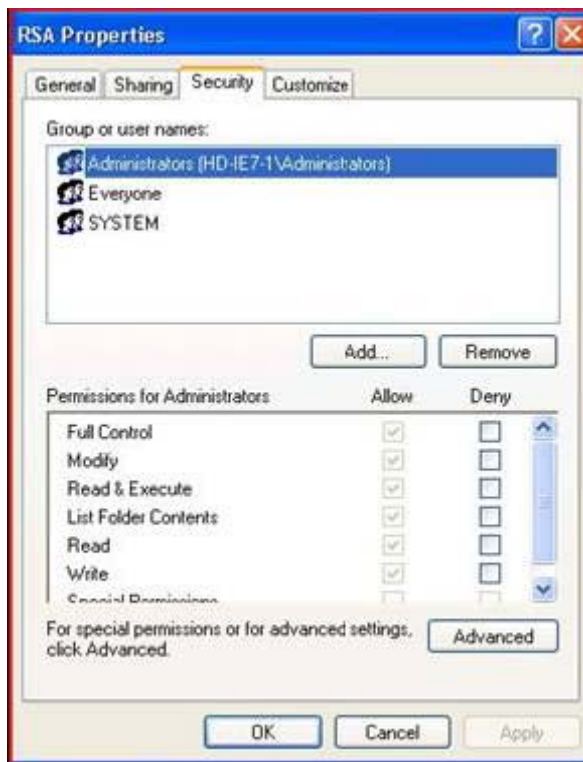 RSA Properties
General Sharing Security Customize
Group or user names:
Administrators (HD-IE7-1\Administrators)
Everyone
SYSTEM
Add... Remove
Permissions for Administrators Allow Deny
Full Control
Modify
Read & Execute
List Folder Contents
Read
Write
Special Permissions
For special permissions or for advanced settings, Advanced
click Advanced.
OK Cancel Apply